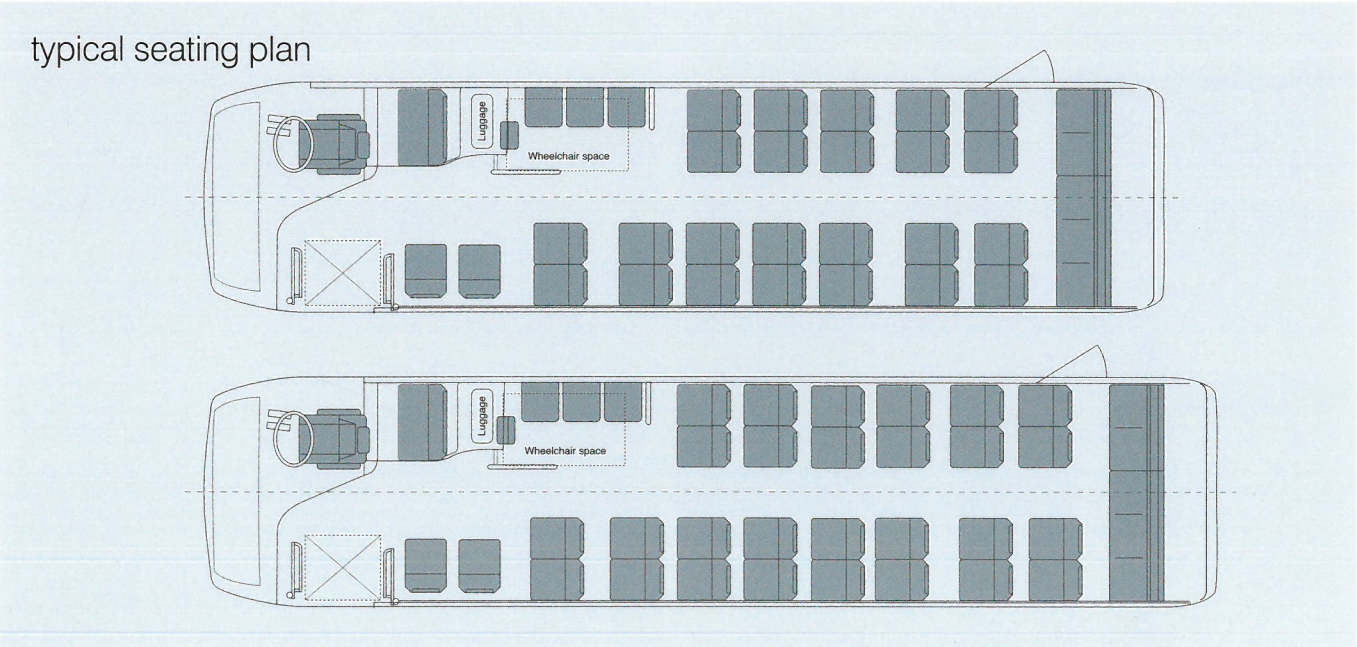 typical seating plan
Luggage
Wheelchair space
Luggage
Wheelchair space